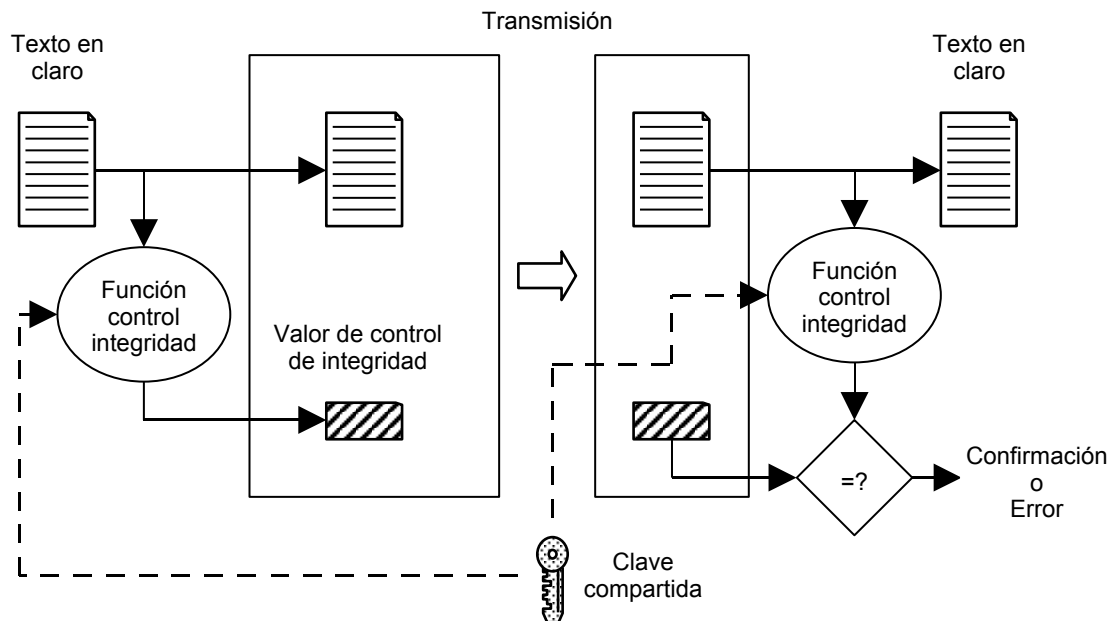 Transmisión
Texto en
claro
Texto en
claro
Función
control
integridad
Valor de control
de integridad
Función
control
integridad
=?
Confirmación
o
Error
Clave
compartida